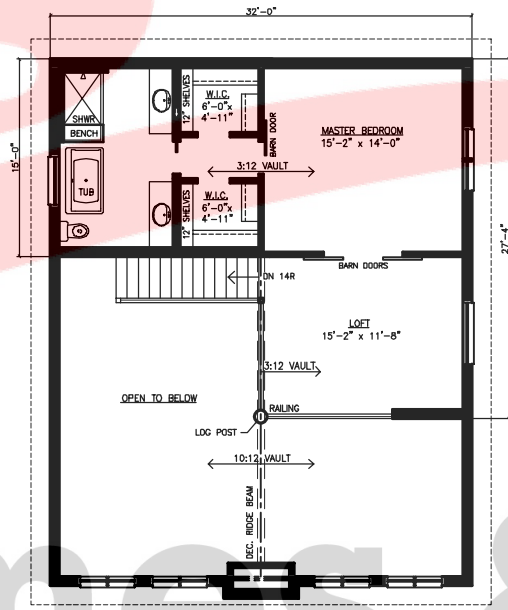 32'-0"
15'-0"
SHWR
BENCH
TUB
12" SHELVES
W.I.C.
6'-0"x
4'-11"
BARN DOOR
MASTER BEDROOM
15'-2" x 14'-0"
3:12 VAULT
12" SHELVES
W.I.C.
6'-0"x
4'-11"
27'-4"
BARN DOORS
DN 14R
LOFT
15'-2" x 11'-8"
3:12 VAULT
OPEN TO BELOW
RAILING
LOG POST
10:12 VAULT
DEC. RIDGE BEAM